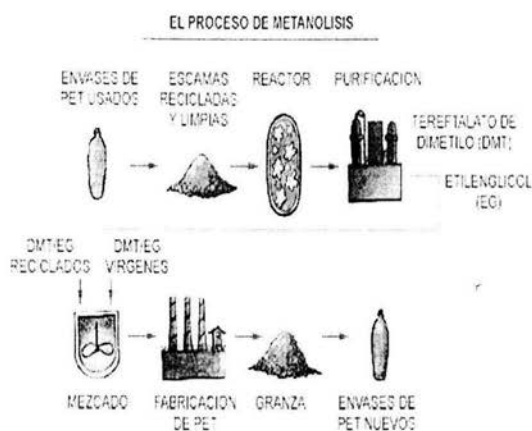 EL PROCESO DE METANOLISIS
ENVASES DE
PET USADOS
ESCAMAS
RECICLADAS
Y LIMPIAS
REACTOR
PURIFICACION
TEREFTALATO DE
DIMETILO (DMT)
ETILENGLICOL
(EG)
DMT/EG
RECICLADOS
DMT/EG
VIRGENES
MEZCADO
FABRICACION
DE PET
GRANZA
ENVASES DE
PET NUEVOS